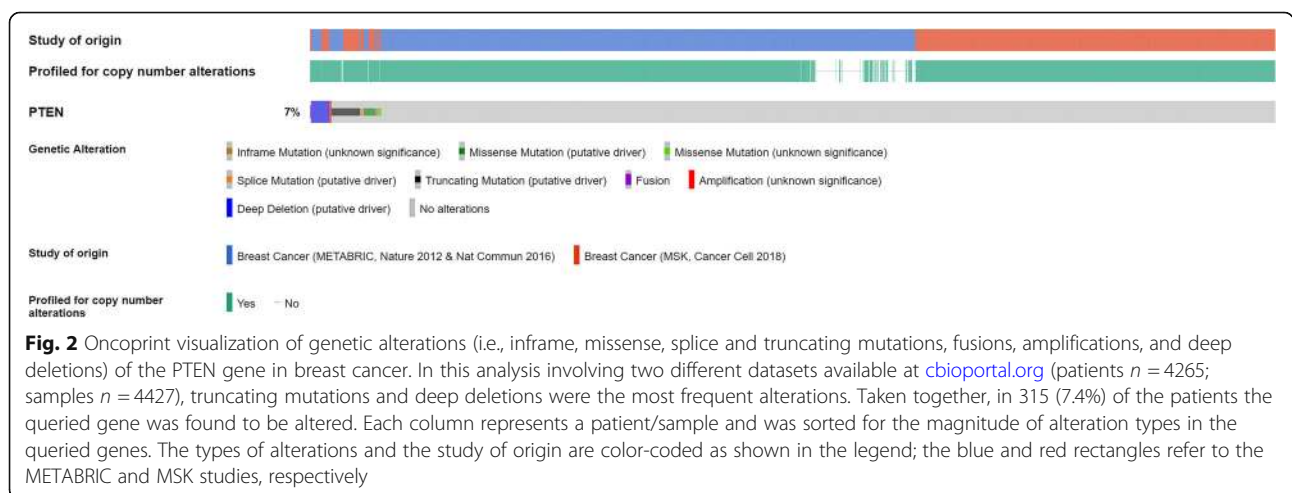 Study of origin
Profiled for copy number alterations
PTEN 7%
Genetic Alteration Inframe Mutation (unknown significance) Missense Mutation (putative driver) Missense Mutation (unknown significance)
Splice Mutation (putative driver) Truncating Mutation (putative driver) Fusion Amplification (unknown significance)
Deep Deletion (putative driver) No alterations
Study of origin Breast Cancer (METABRIC, Nature 2012 & Nat Commun 2016) Breast Cancer (MSK, Cancer Cell 2018)
Profiled for copy number Yes No
alterations
Fig. 2 Oncoprint visualization of genetic alterations (i.e., inframe, missense, splice and truncating mutations, fusions, amplifications, and deep
deletions) of the PTEN gene in breast cancer. In this analysis involving two different datasets available at cbioportal.org (patients n = 4265;
samples n = 4427), truncating mutations and deep deletions were the most frequent alterations. Taken together, in 315 (7.4%) of the patients the
queried gene was found to be altered. Each column represents a patient/sample and was sorted for the magnitude of alteration types in the
queried genes. The types of alterations and the study of origin are color-coded as shown in the legend; the blue and red rectangles refer to the
METABRIC and MSK studies, respectively